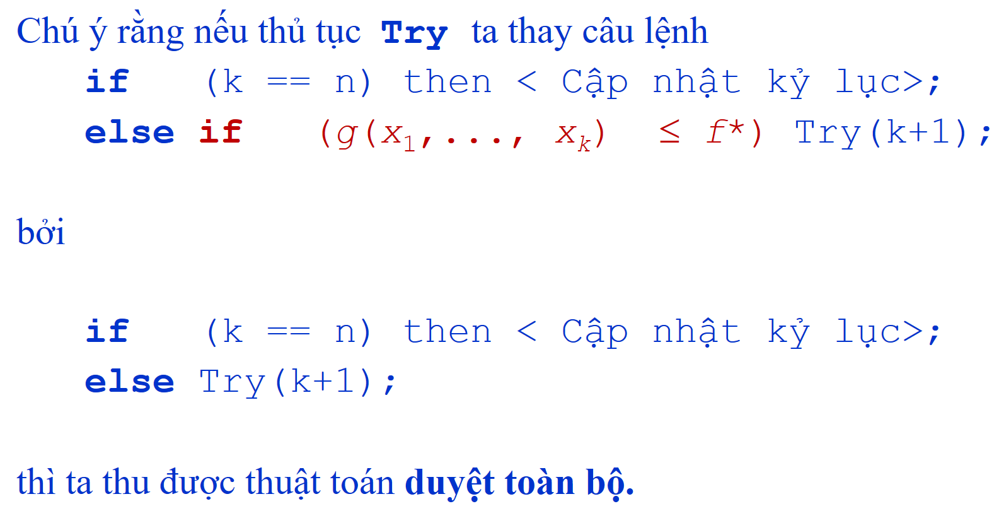 Chú ý rằng nếu thủ tục Try ta thay câu lệnh
if (k == n) then < Cập nhật kỷ lục>;
else if (g(x₁,..., xₖ) ≤ f*) Try(k+1);
bởi
if (k == n) then < Cập nhật kỷ lục>;
else Try(k+1);
thì ta thu được thuật toán duyệt toàn bộ.